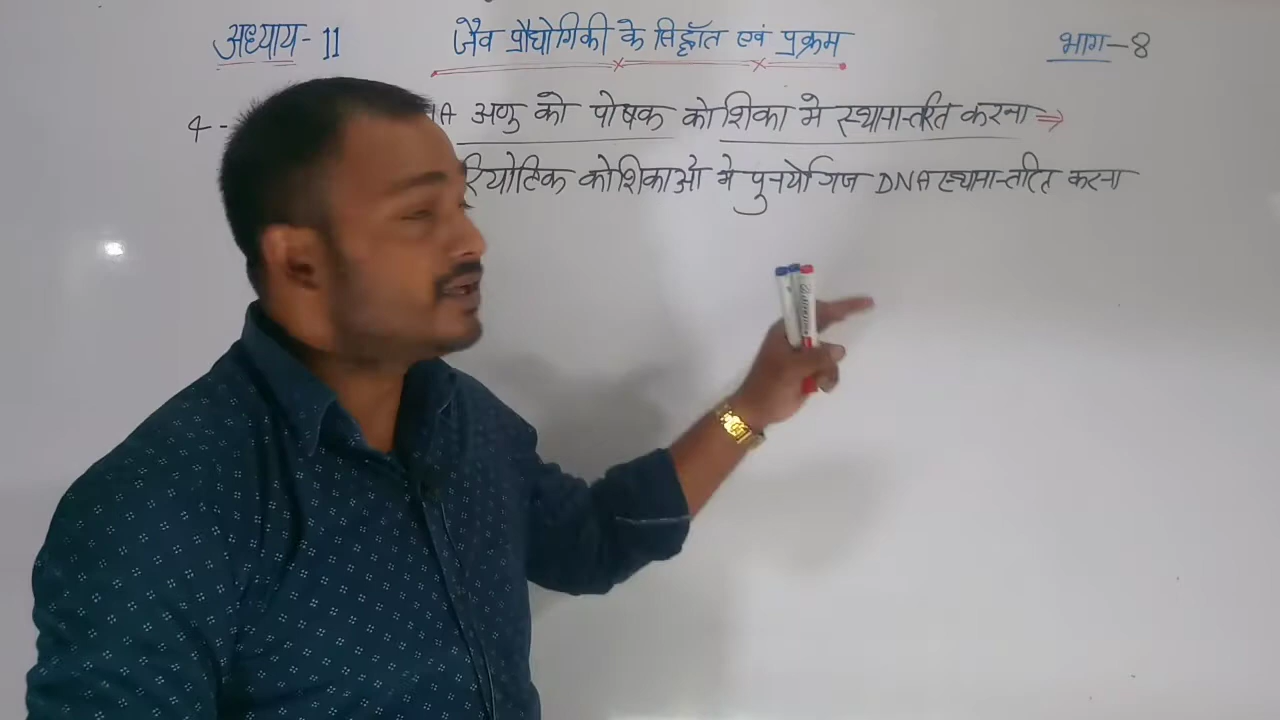 अध्याय-11
जैव प्रौद्योगिकी के सिद्धांत एवं प्रक्रम
भाग-8
4- अणु को पोषक कोशिका मे स्थानान्तरित करना ⇒
कोशिकाओ मे पुनर्योगज DNA स्थानान्तरित करना